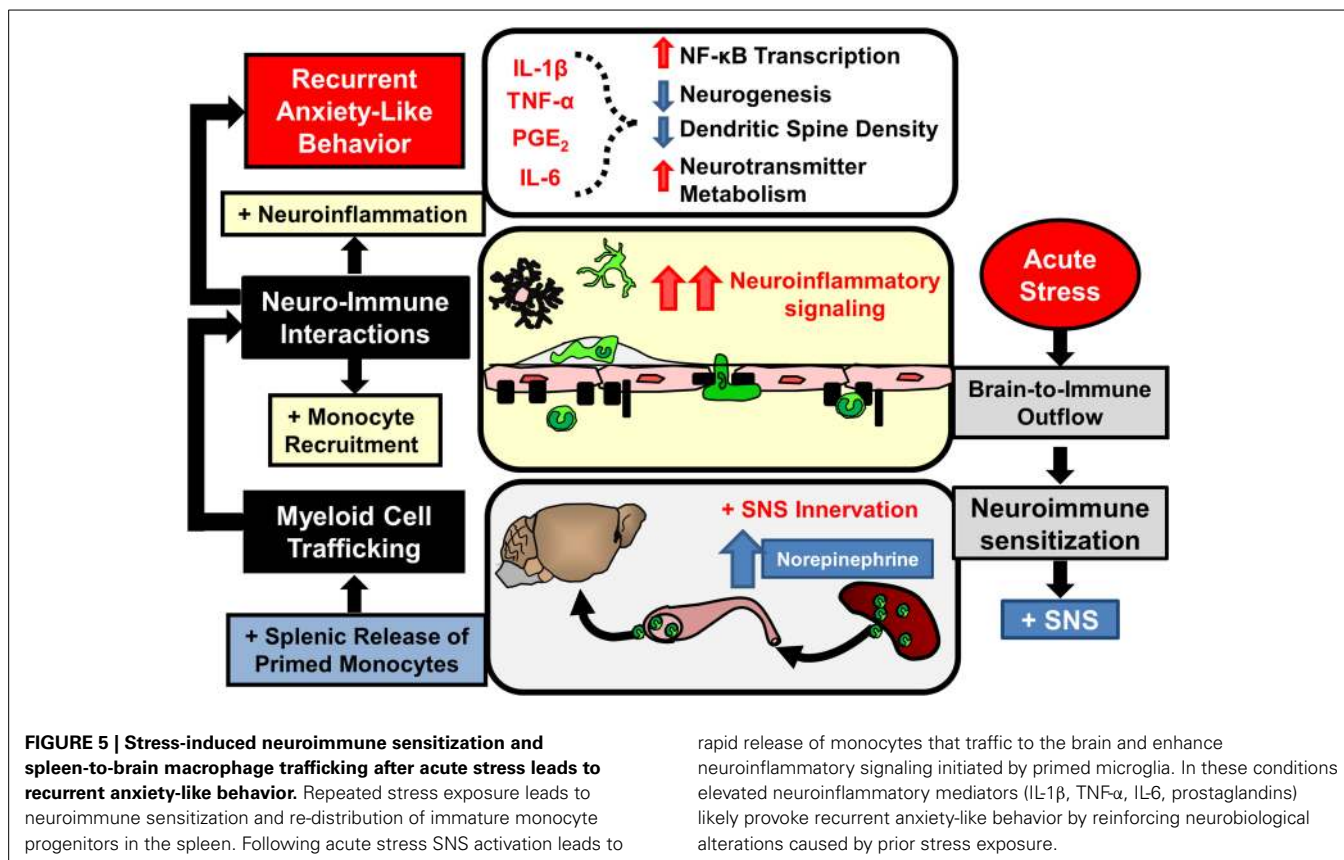 Recurrent
Anxiety-Like
Behavior
+ Neuroinflammation
Neuro-Immune
Interactions
+ Monocyte
Recruitment
Myeloid Cell
Trafficking
+ Splenic Release of
Primed Monocytes
IL-1β
TNF-α
PGE₂
IL-6
NF-κB Transcription
Neurogenesis
Dendritic Spine Density
Neurotransmitter
Metabolism
Neuroinflammatory
signaling
+ SNS Innervation
Norepinephrine
Acute
Stress
Brain-to-Immune
Outflow
Neuroimmune
sensitization
+ SNS
FIGURE 5 | Stress-induced neuroimmune sensitization and
spleen-to-brain macrophage trafficking after acute stress leads to
recurrent anxiety-like behavior. Repeated stress exposure leads to
neuroimmune sensitization and re-distribution of immature monocyte
progenitors in the spleen. Following acute stress SNS activation leads to
rapid release of monocytes that traffic to the brain and enhance
neuroinflammatory signaling initiated by primed microglia. In these conditions
elevated neuroinflammatory mediators (IL-1β, TNF-α, IL-6, prostaglandins)
likely provoke recurrent anxiety-like behavior by reinforcing neurobiological
alterations caused by prior stress exposure.